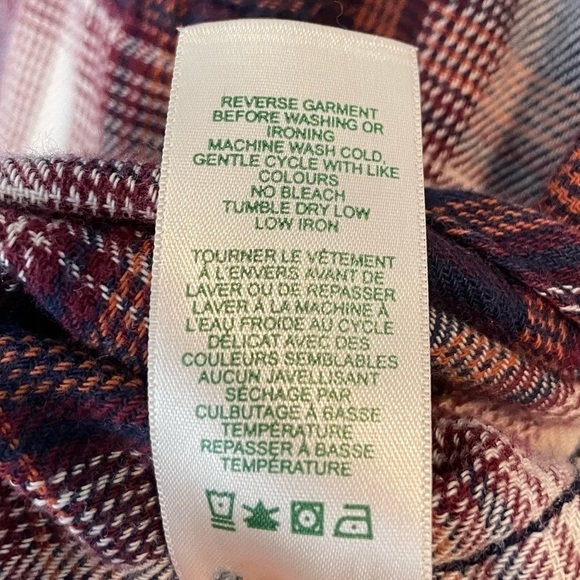 REVERSE GARMENT
BEFORE WASHING OR
IRONING
MACHINE WASH COLD,
GENTLE CYCLE WITH LIKE
COLOURS
NO BLEACH
TUMBLE DRY LOW
LOW IRON
TOURNER LE VÊTEMENT
À L'ENVERS AVANT DE
LAVER OU DE REPASSER
LAVER À LA MACHINE À
L'EAU FROIDE AU CYCLE
DÉLICAT AVEC DES
COULEURS SEMBLABLES
AUCUN JAVELLISANT
SÉCHAGE PAR
CULBUTAGE À BASSE
TEMPÉRATURE
REPASSER À BASSE
TEMPÉRATURE